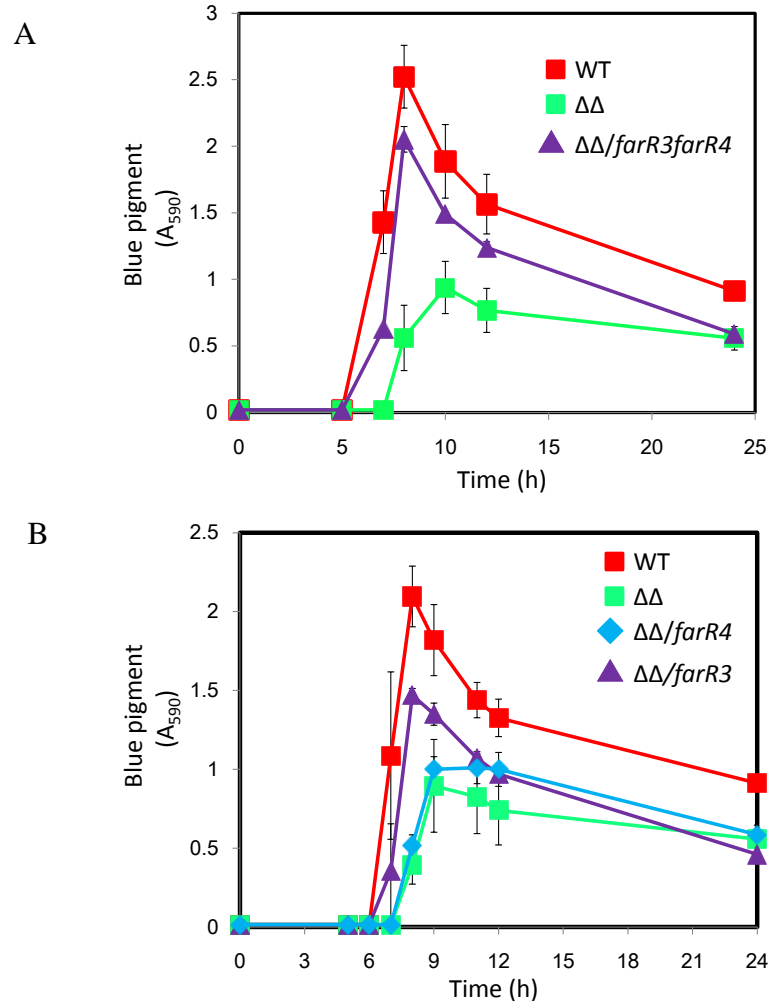 A
3
2.5
2
1.5
1
0.5
0
Blue pigment
(A590)
WT
ΔΔ
ΔΔ/farR3farR4
0 5 10 15 20 25
Time (h)
B
2.5
2
1.5
1
0.5
0
Blue pigment
(A590)
WT
ΔΔ
ΔΔ/farR4
ΔΔ/farR3
0 3 6 9 12 15 18 21 24
Time (h)